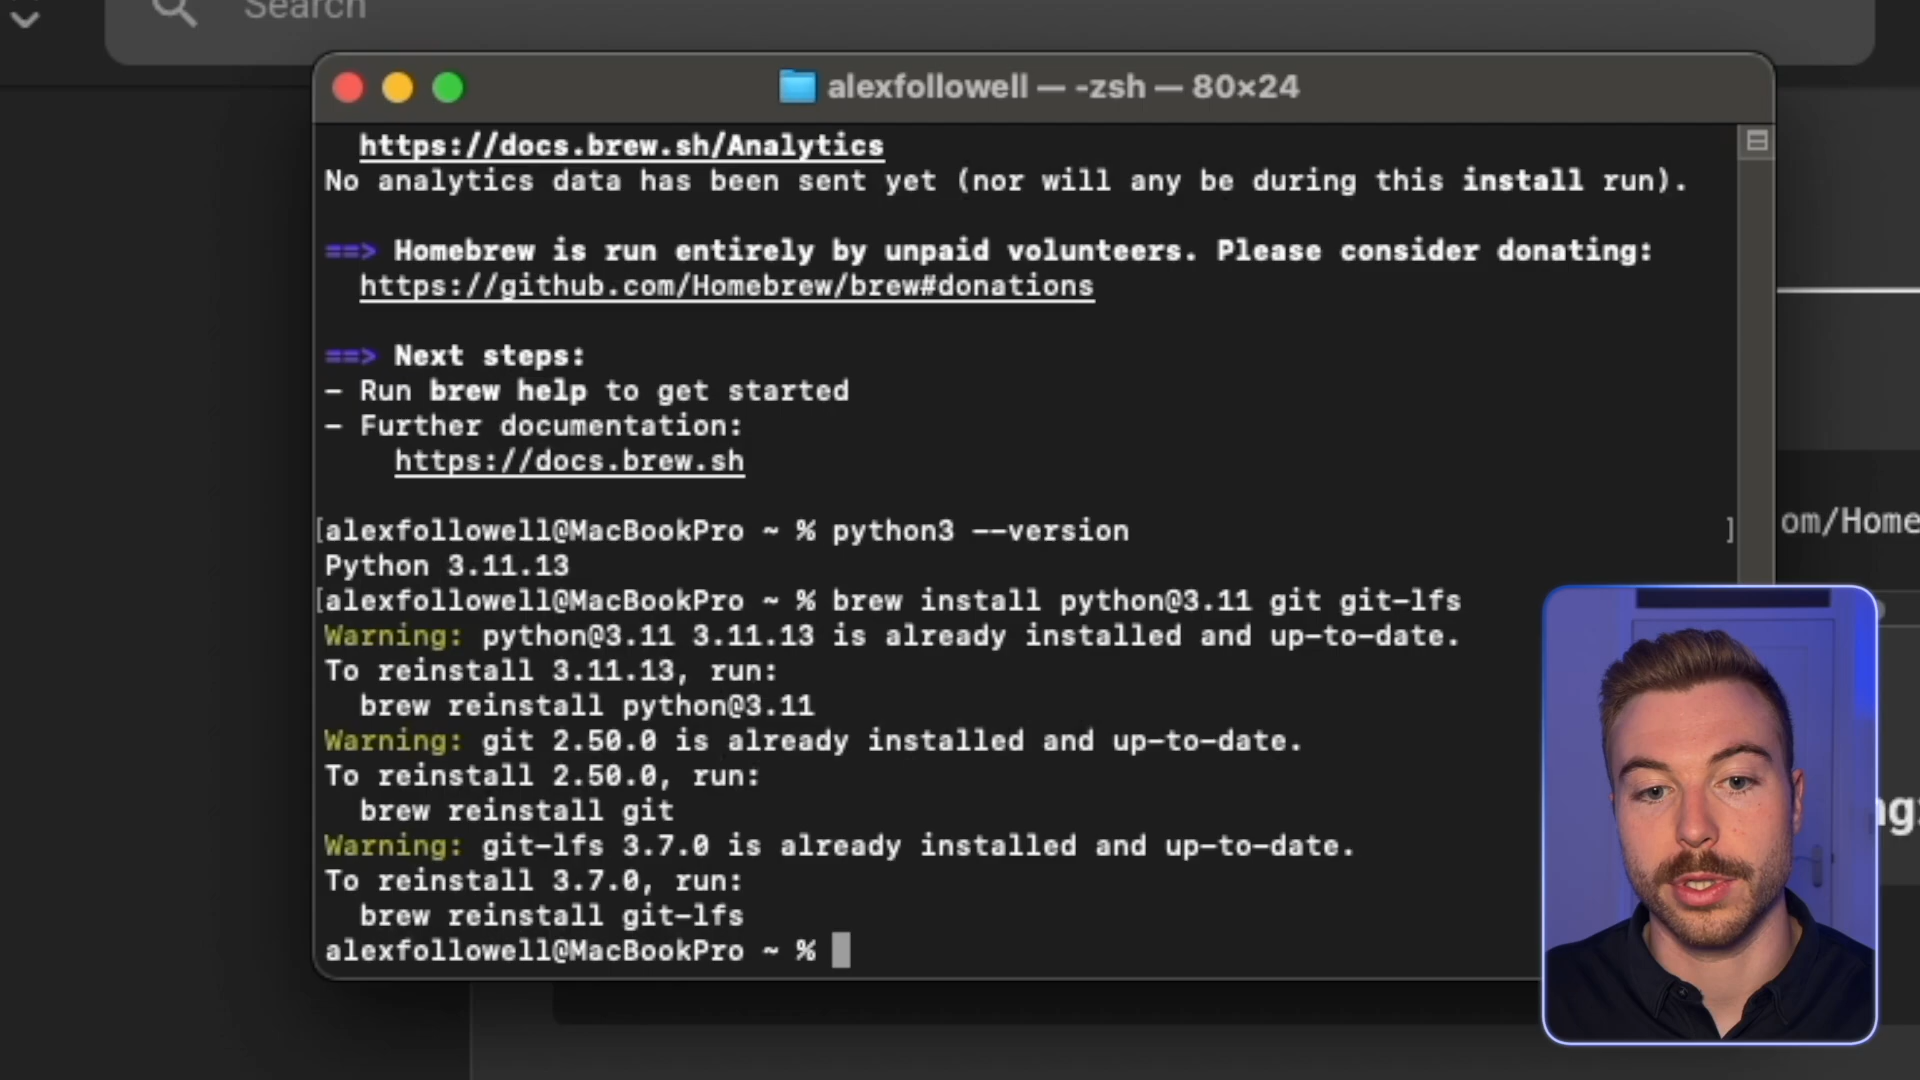 Search
alexfollowell — -zsh — 80×24
https://docs.brew.sh/Analytics
No analytics data has been sent yet (nor will any be during this install run).
==> Homebrew is run entirely by unpaid volunteers. Please consider donating:
https://github.com/Homebrew/brew#donations
==> Next steps:
- Run brew help to get started
- Further documentation:
https://docs.brew.sh
[alexfollowell@MacBookPro ~ % python3 --version ]
om/Home
Python 3.11.13
[alexfollowell@MacBookPro ~ % brew install python@3.11 git git-lfs
Warning: python@3.11 3.11.13 is already installed and up-to-date.
To reinstall 3.11.13, run:
brew reinstall python@3.11
Warning: git 2.50.0 is already installed and up-to-date.
To reinstall 2.50.0, run:
brew reinstall git
Warning: git-lfs 3.7.0 is already installed and up-to-date.
To reinstall 3.7.0, run:
brew reinstall git-lfs
alexfollowell@MacBookPro ~ %